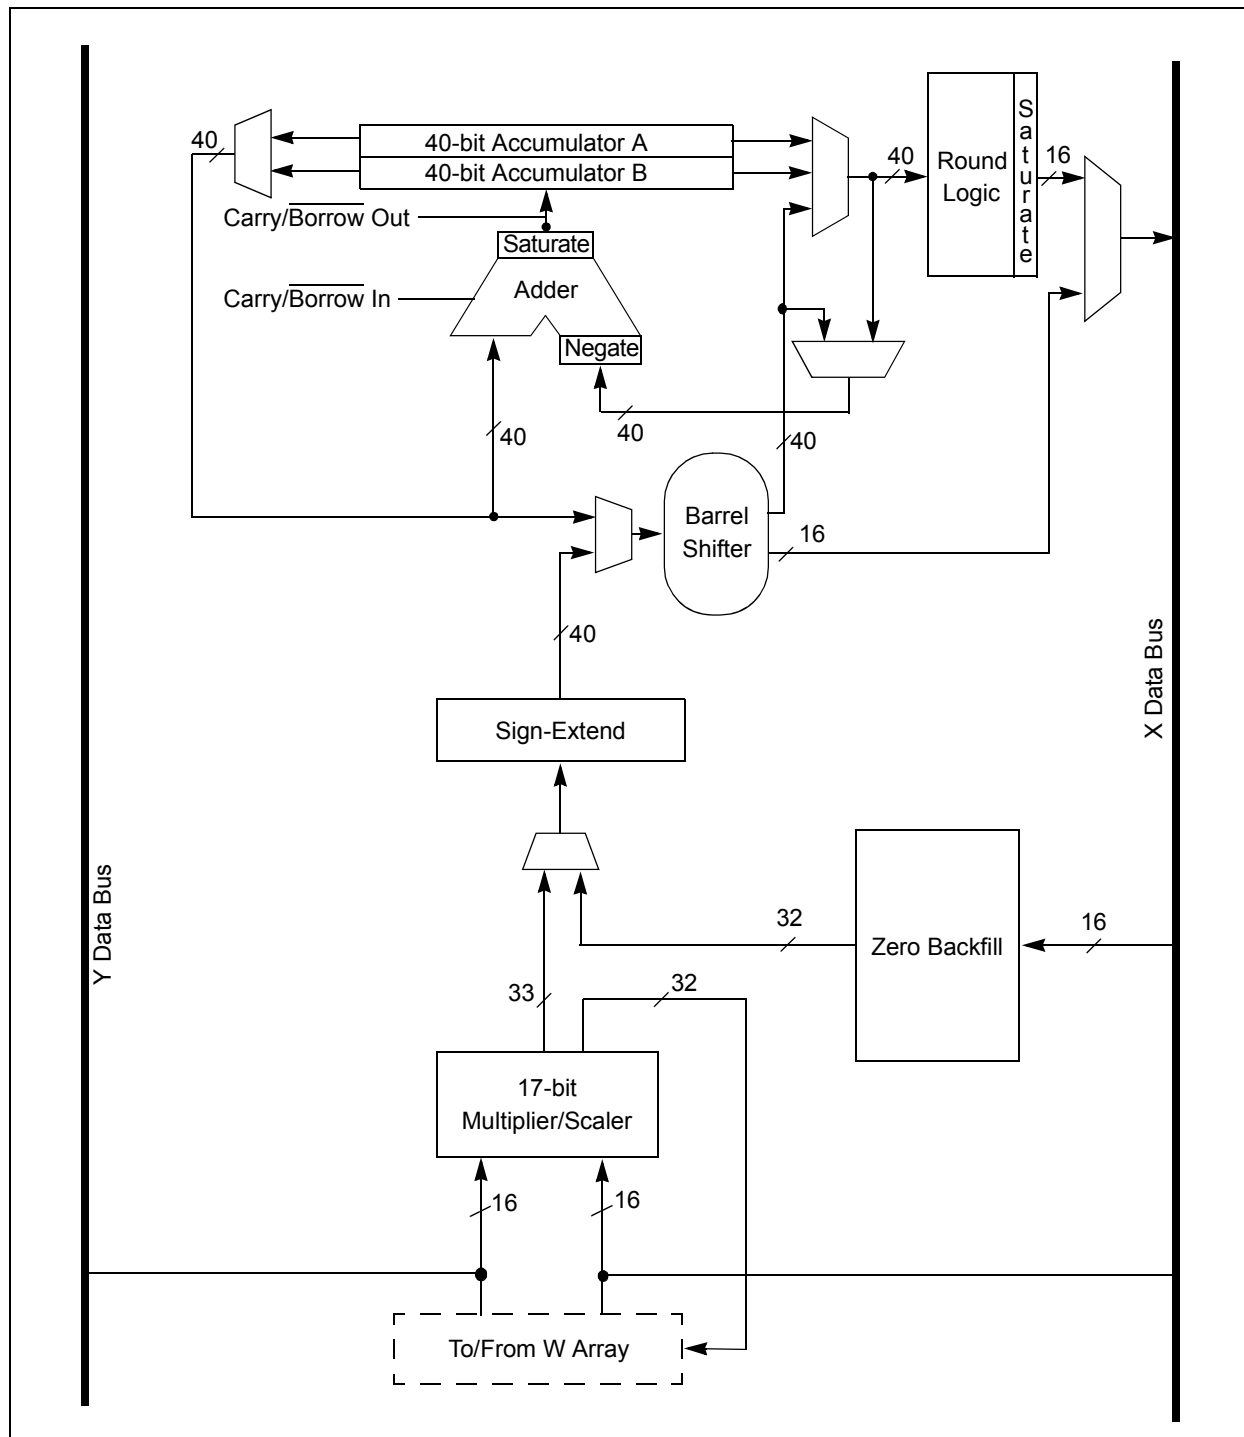 40
40-bit Accumulator A
40-bit Accumulator B
Carry/Borrow Out
Saturate
Carry/Borrow In
Adder
Negate
40
Round
Logic
Saturate
16
40
40
40
Barrel
Shifter
16
40
Sign-Extend
X Data Bus
Y Data Bus
32
Zero Backfill
16
33
32
17-bit
Multiplier/Scaler
16
16
To/From W Array